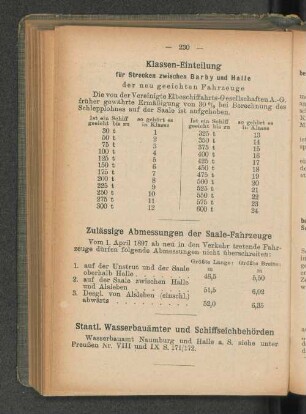 — 230 —
Klassen-Einteilung
für Strecken zwischen Barby und Halle
der neu geeichten Fahrzeuge
Die von der Vereinigte Elbeschiffahrts-Gesellschaften A.-G.
früher gewährte Ermäßigung von 30 % bei Berechnung des
Schlepplohnes auf der Saale ist aufgehoben.
Ist ein Schiff geeicht bis zu so gehört es in Klasse Ist ein Schiff geeicht bis zu so gehört es in Klasse
30 t 1 325 t 13
50 t 2 350 t 14
75 t 3 375 t 15
100 t 4 400 t 16
125 t 5 425 t 17
150 t 6 450 t 18
175 t 7 475 t 19
200 t 8 500 t 20
225 t 9 525 t 21
250 t 10 550 t 22
275 t 11 575 t 23
300 t 12 600 t 24
Zulässige Abmessungen der Saale-Fahrzeuge
Vom 1. April 1897 ab neu in den Verkehr tretende Fahr-
zeuge dürfen folgende Abmessungen nicht überschreiten:
Größte Länge: Größte Breite:
m m
1. auf der Unstrut und der Saale
oberhalb Halle 45,5 5,50
2. auf der Saale zwischen Halle
und Alsleben 51,5 6,00
3. Desgl. von Alsleben (einschl.)
abwärts 52,0
Staatl. Wasserbauämter und Schiffseichbehörden
Wasserbauamt Naumburg und Halle a. S. siehe unter
Preußen Nr. VIII und IX S. 171/172.